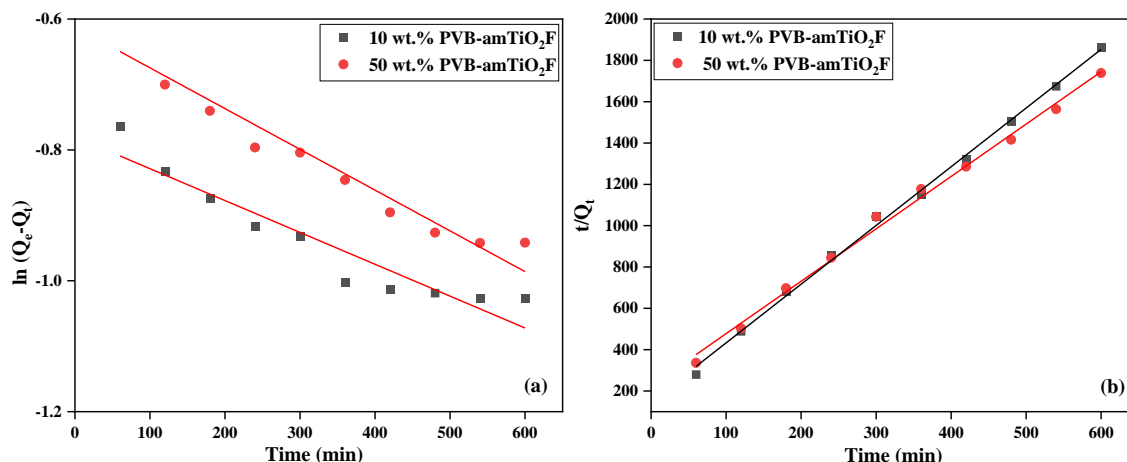 -0.6
-0.8
-1.0
-1.2
ln (Qe-Qt)
10 wt.% PVB-amTiO2F
50 wt.% PVB-amTiO2F
(a)
0 100 200 300 400 500 600
Time (min)
2000
1800
1600
1400
1200
1000
800
600
400
200
t/Qt
10 wt.% PVB-amTiO2F
50 wt.% PVB-amTiO2F
(b)
0 100 200 300 400 500 600
Time (min)